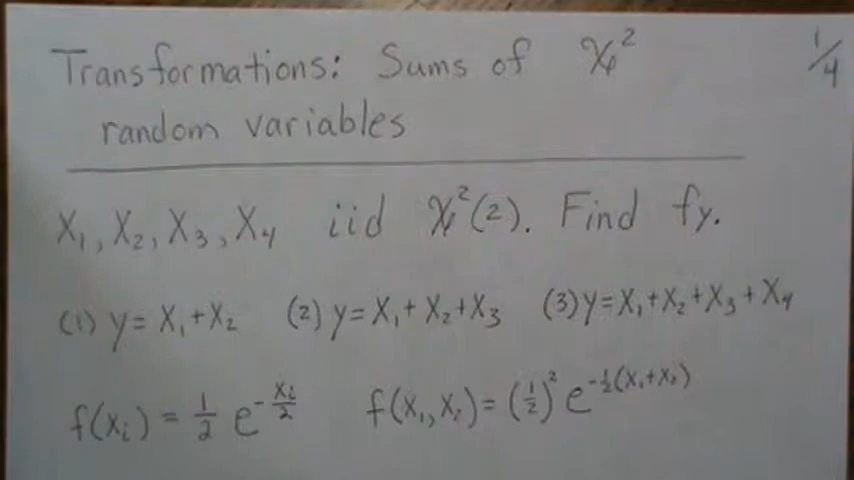 Transformations: Sums of χ² 1/4
random variables
X₁, X₂, X₃, X₄ iid χ²(2). Find fy.
(1) y = X₁+X₂ (2) y = X₁+X₂+X₃ (3) y = X₁+X₂+X₃+X₄
f(xᵢ) = 1/2 e^(-xᵢ/2) f(x₁,x₂) = (1/2)² e^(-1/2(x₁+x₂))